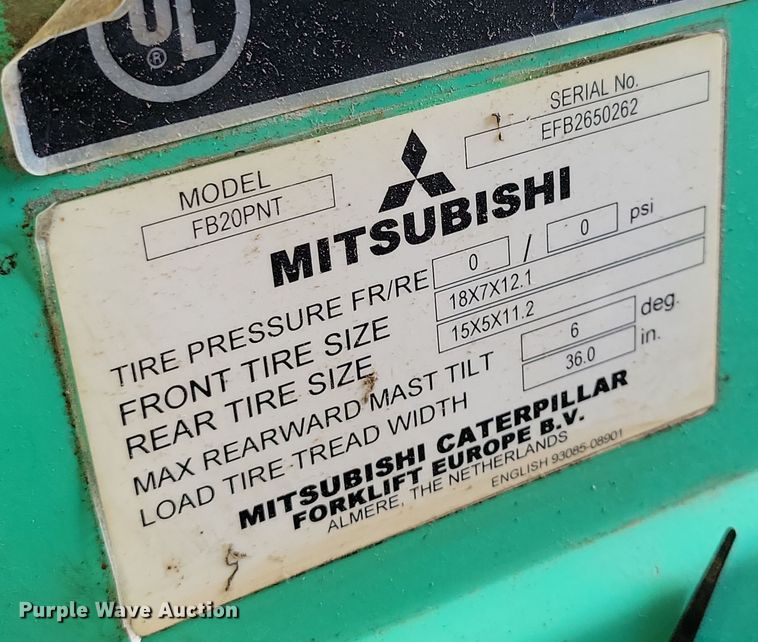 UL
®
MODEL
FB20PNT
SERIAL No.
EFB2650262
MITSUBISHI
TIRE PRESSURE FR/RE 0 / 0 psi
FRONT TIRE SIZE 18X7X12.1
REAR TIRE SIZE 15X5X11.2
MAX REARWARD MAST TILT 6 deg.
LOAD TIRE TREAD WIDTH 36.0 in.
MITSUBISHI CATERPILLAR
FORKLIFT EUROPE B.V.
ALMERE, THE NETHERLANDS
ENGLISH 93085-08901
Purple Wave Auction